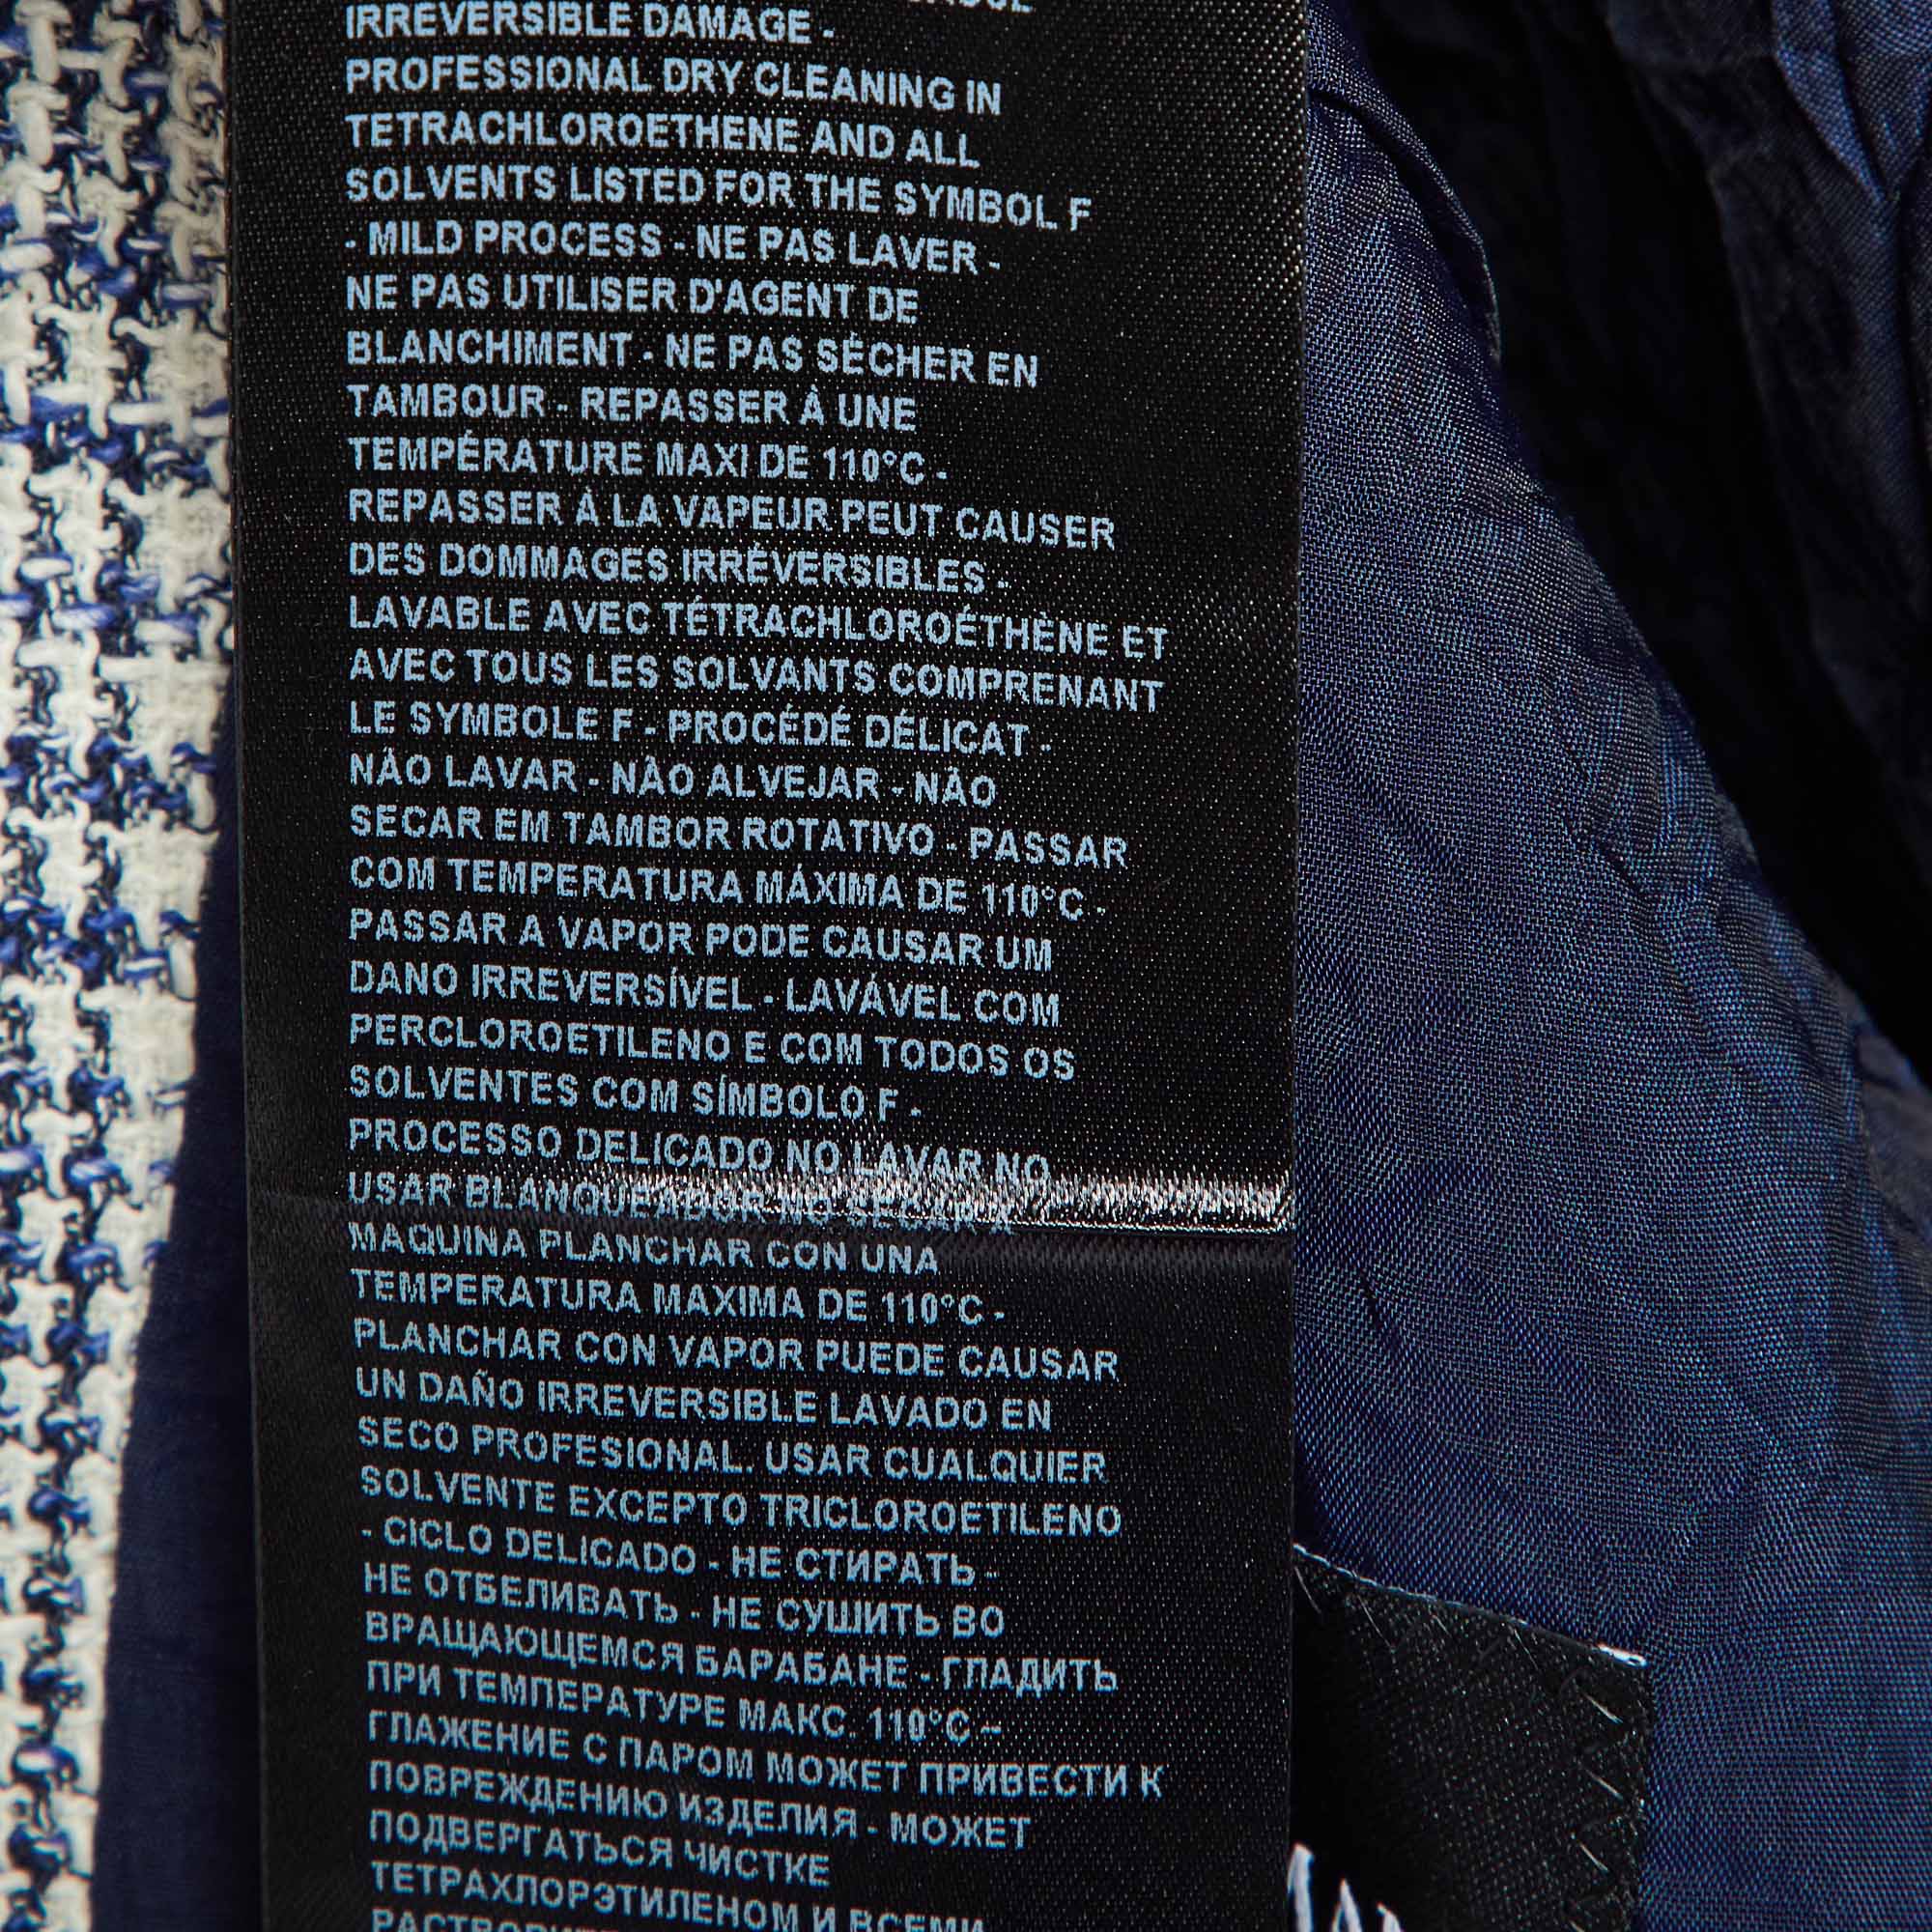 IRREVERSIBLE DAMAGE -
PROFESSIONAL DRY CLEANING IN
TETRACHLOROETHENE AND ALL
SOLVENTS LISTED FOR THE SYMBOL F
- MILD PROCESS - NE PAS LAVER -
NE PAS UTILISER D'AGENT DE
BLANCHIMENT - NE PAS SÉCHER EN
TAMBOUR - REPASSER À UNE
TEMPÉRATURE MAXI DE 110°C -
REPASSER À LA VAPEUR PEUT CAUSER
DES DOMMAGES IRRÉVERSIBLES -
LAVABLE AVEC TÉTRACHLOROÉTHÈNE ET
AVEC TOUS LES SOLVANTS COMPRENANT
LE SYMBOLE F - PROCÉDÉ DÉLICAT -
NÃO LAVAR - NÃO ALVEJAR - NÃO
SECAR EM TAMBOR ROTATIVO - PASSAR
COM TEMPERATURA MÁXIMA DE 110°C -
PASSAR A VAPOR PODE CAUSAR UM
DANO IRREVERSÍVEL - LAVÁVEL COM
PERCLOROETILENO E COM TODOS OS
SOLVENTES COM SÍMBOLO F -
PROCESSO DELICADO NO LAVAR NO
USAR BLANQUEADOR NO SECAR A
MAQUINA PLANCHAR CON UNA
TEMPERATURA MAXIMA DE 110°C -
PLANCHAR CON VAPOR PUEDE CAUSAR
UN DAÑO IRREVERSIBLE LAVADO EN
SECO PROFESIONAL. USAR CUALQUIER
SOLVENTE EXCEPTO TRICLOROETILENO
- CICLO DELICADO - НЕ СТИРАТЬ -
НЕ ОТБЕЛИВАТЬ - НЕ СУШИТЬ ВО
ВРАЩАЮЩЕМСЯ БАРАБАНЕ - ГЛАДИТЬ
ПРИ ТЕМПЕРАТУРЕ МАКС. 110°C –
ГЛАЖЕНИЕ С ПАРОМ МОЖЕТ ПРИВЕСТИ К
ПОВРЕЖДЕНИЮ ИЗДЕЛИЯ - МОЖЕТ
ПОДВЕРГАТЬСЯ ЧИСТКЕ
ТЕТРАХЛОРЭТИЛЕНОМ И ВСЕМИ